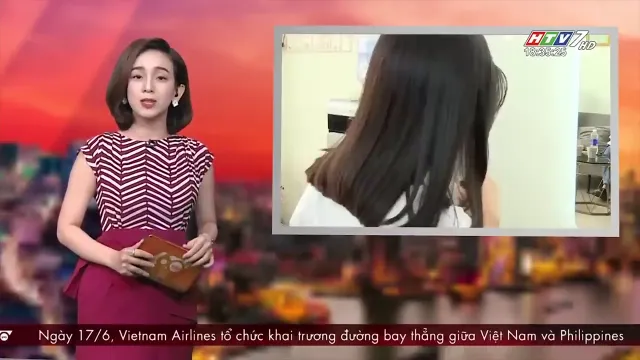 HTV7 HD
18:35:25
Ngày 17/6, Vietnam Airlines tổ chức khai trương đường bay thẳng giữa Việt Nam và Philippines